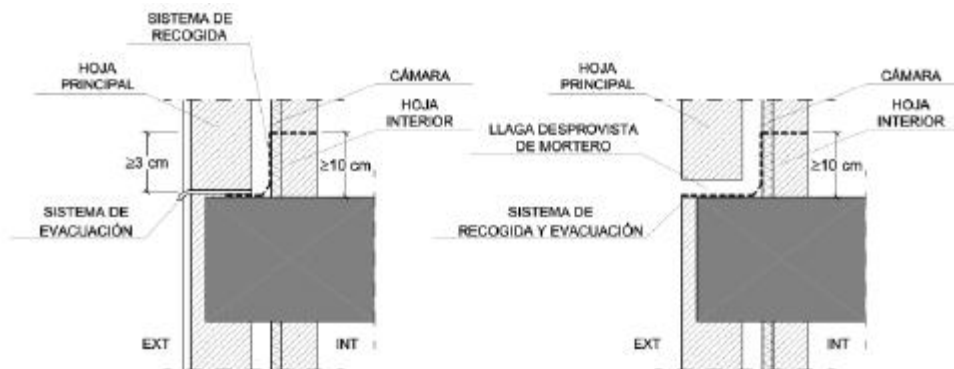 SISTEMA DE
RECOGIDA
HOJA
PRINCIPAL
CÁMARA
HOJA
INTERIOR
≥3 cm
≥10 cm
SISTEMA DE
EVACUACIÓN
EXT
INT
HOJA
PRINCIPAL
CÁMARA
HOJA
INTERIOR
LLAGA DESPROVISTA
DE MORTERO
≥10 cm
SISTEMA DE
RECOGIDA Y EVACUACIÓN
EXT
INT